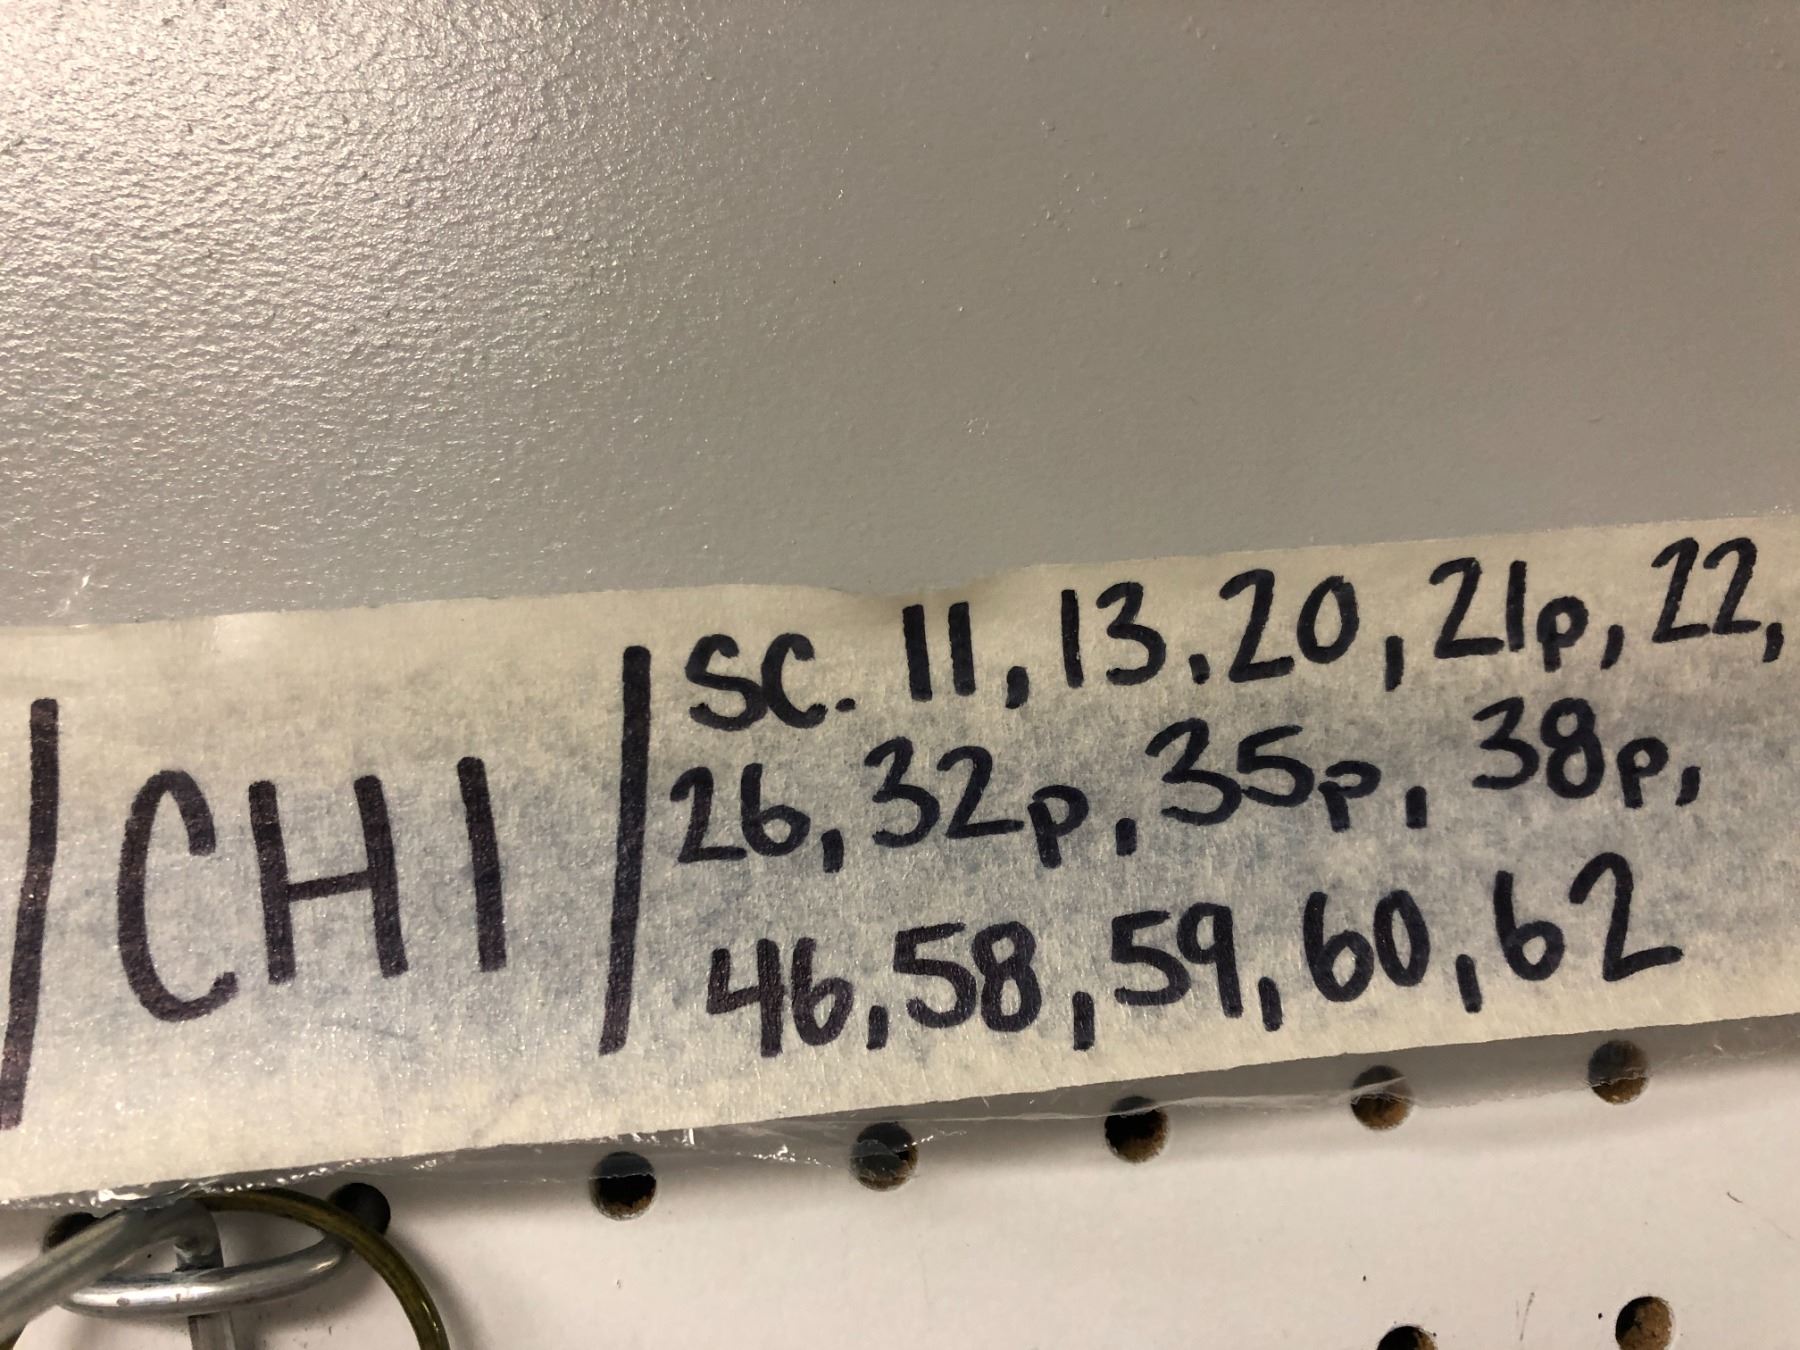 /CHI/
SC. 11, 13, 20, 21p, 22,
26, 32p, 35p, 38p,
46, 58, 59, 60, 62